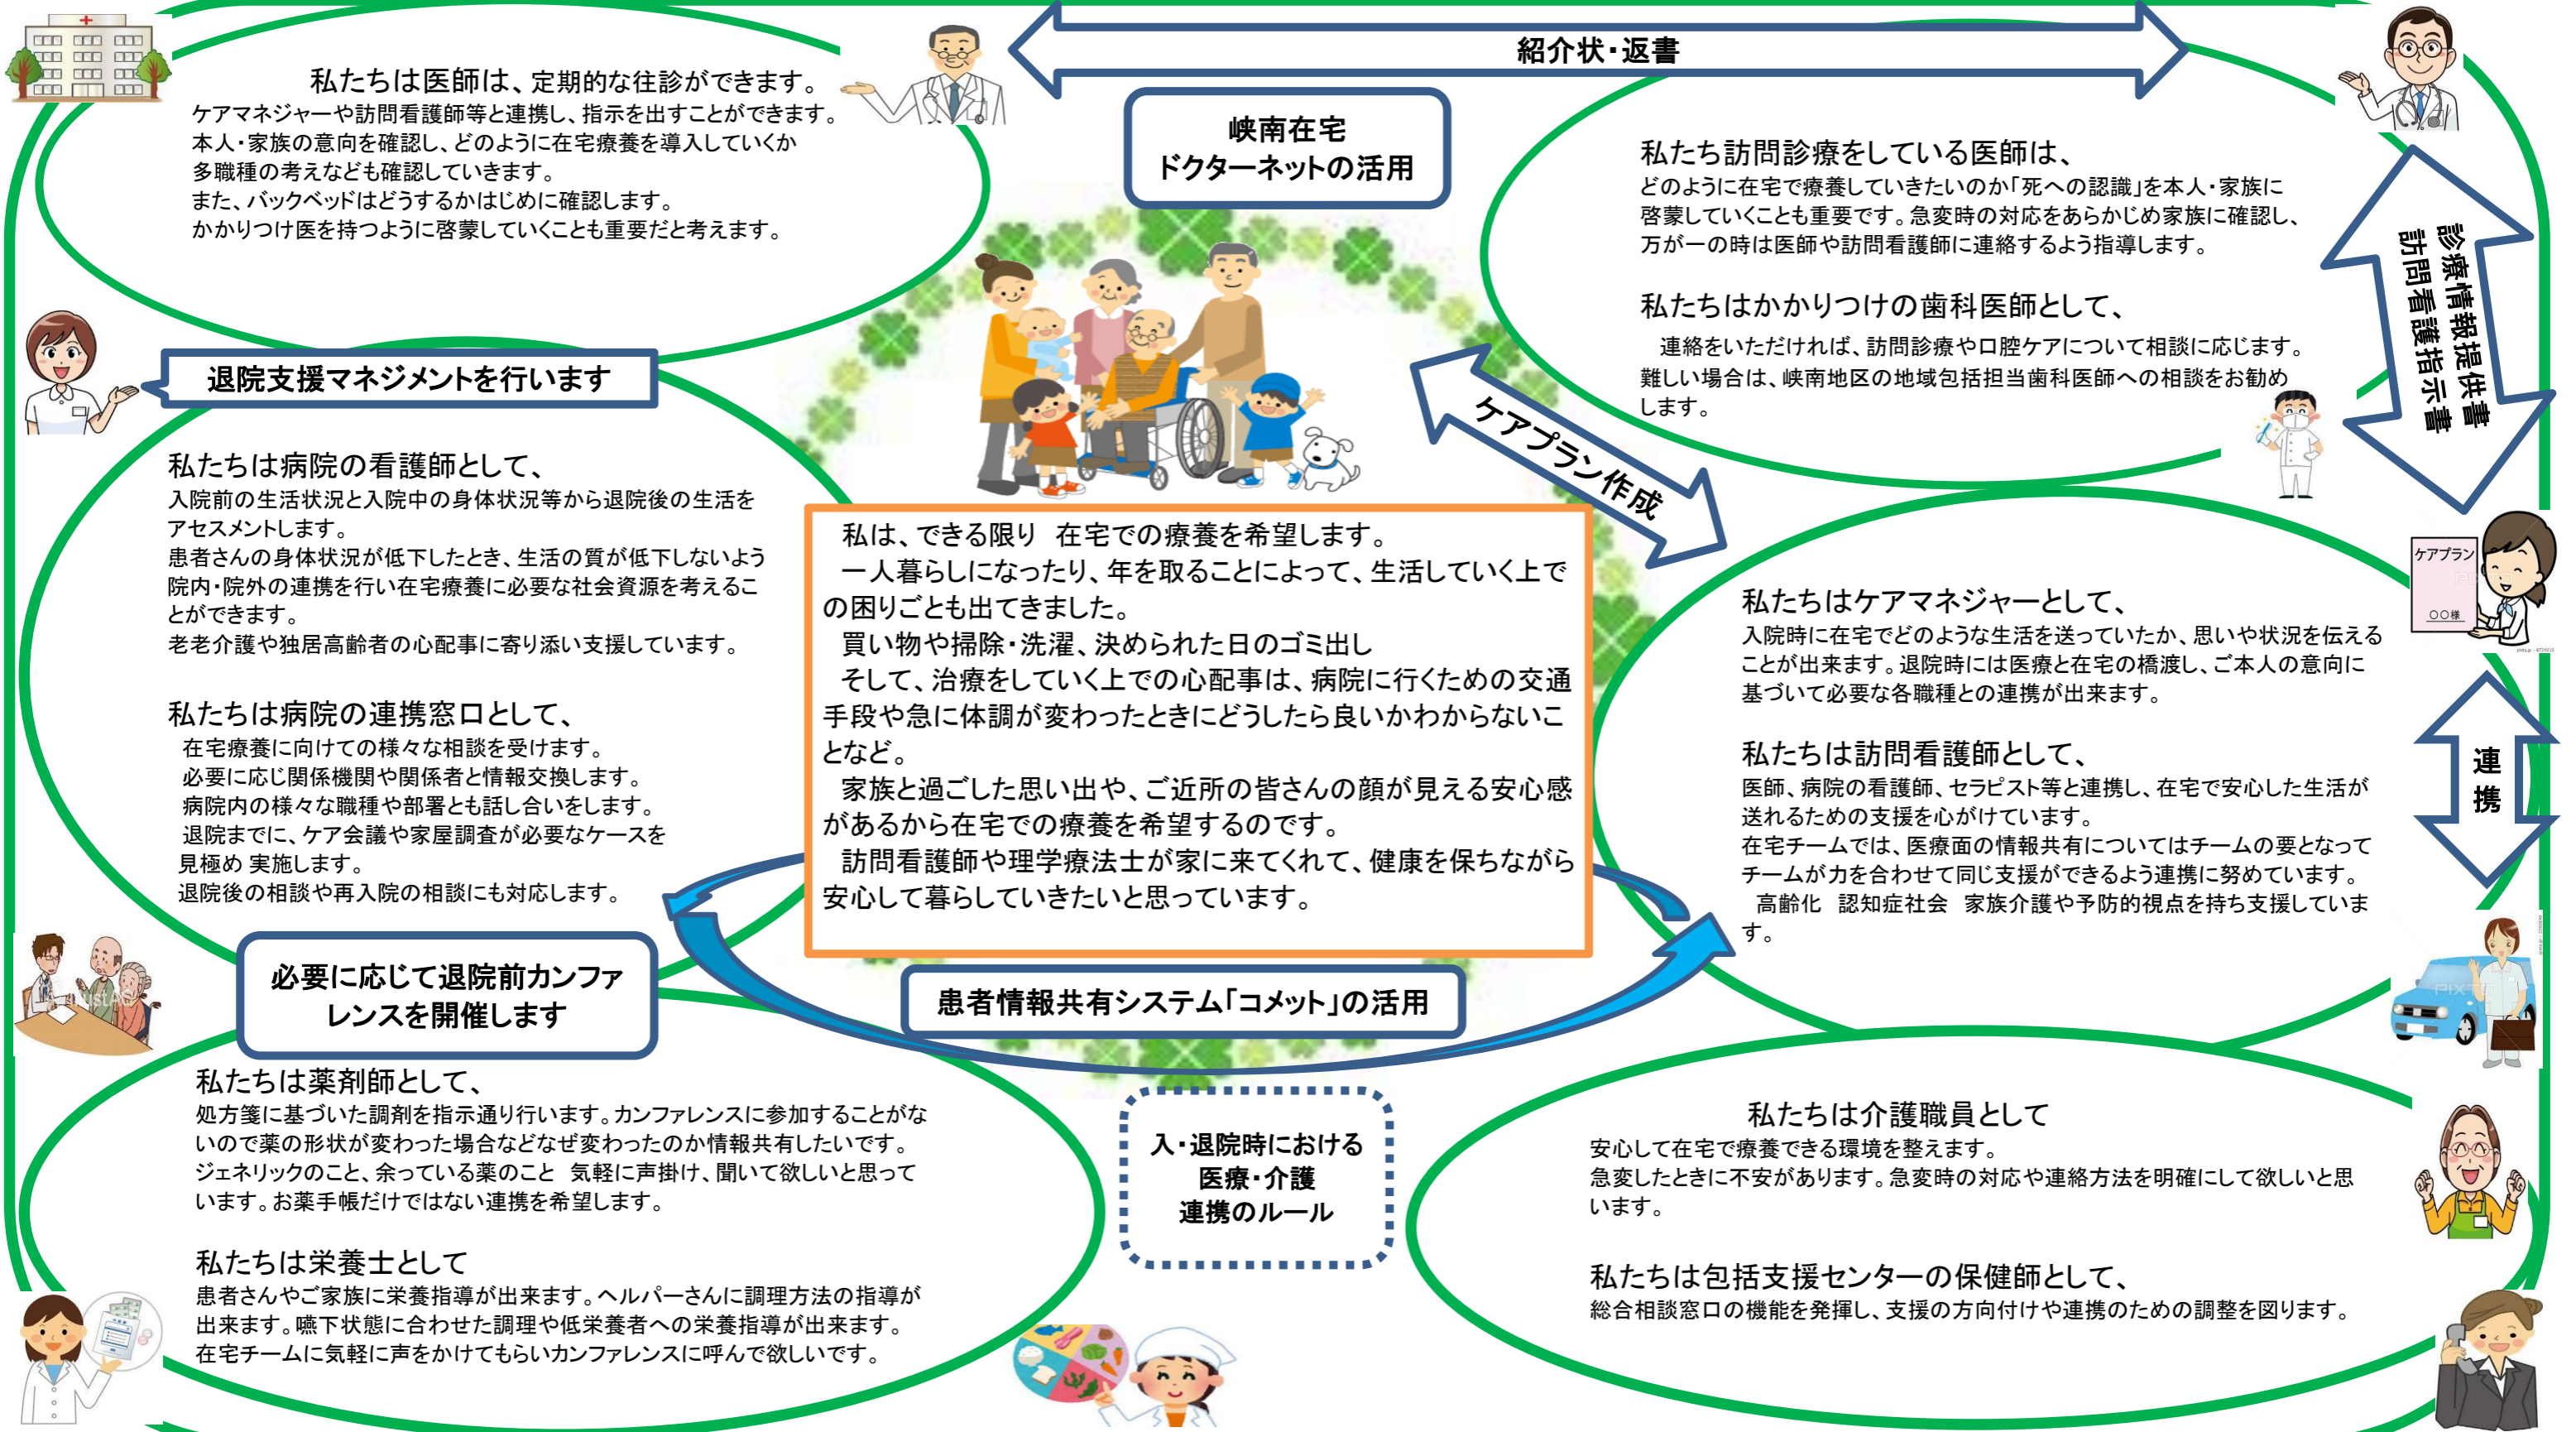 紹介状・返書
私たちは医師は、定期的な往診ができます。
ケアマネジャーや訪問看護師等と連携し、指示を出すことができます。
本人・家族の意向を確認し、どのように在宅療養を導入していくか
多職種の考えなども確認していきます。
また、バックベッドはどうするかはじめに確認します。
かかりつけ医を持つように啓蒙していくことも重要だと考えます。
峡南在宅
ドクターネットの活用
私たち訪問診療をしている医師は、
どのように在宅で療養していきたいのか「死への認識」を本人・家族に
啓蒙していくことも重要です。急変時の対応をあらかじめ家族に確認し、
万が一の時は医師や訪問看護師に連絡するよう指導します。
私たちはかかりつけの歯科医師として、
連絡をいただければ、訪問診療や口腔ケアについて相談に応じます。
難しい場合は、峡南地区の地域包括担当歯科医師への相談をお勧め
します。
診療情報提供書
訪問看護指示書
退院支援マネジメントを行います
ケアプラン作成
私たちは病院の看護師として、
入院前の生活状況と入院中の身体状況等から退院後の生活を
アセスメントします。
患者さんの身体状況が低下したとき、生活の質が低下しないよう
院内・院外の連携を行い在宅療養に必要な社会資源を考えるこ
とができます。
老老介護や独居高齢者の心配事に寄り添い支援しています。
私たちは病院の連携窓口として、
在宅療養に向けての様々な相談を受けます。
必要に応じ関係機関や関係者と情報交換します。
病院内の様々な職種や部署とも話し合いをします。
退院までに、ケア会議や家屋調査が必要なケースを
見極め 実施します。
退院後の相談や再入院の相談にも対応します。
私は、できる限り 在宅での療養を希望します。
一人暮らしになったり、年を取ることによって、生活していく上で
の困りごとも出てきました。
買い物や掃除・洗濯、決められた日のゴミ出し
そして、治療をしていく上での心配事は、病院に行くための交通
手段や急に体調が変わったときにどうしたら良いかわからないこ
となど。
家族と過ごした思い出や、ご近所の皆さんの顔が見える安心感
があるから在宅での療養を希望するのです。
訪問看護師や理学療法士が家に来てくれて、健康を保ちながら
安心して暮らしていきたいと思っています。
ケアプラン
○○様
私たちはケアマネジャーとして、
入院時に在宅でどのような生活を送っていたか、思いや状況を伝える
ことが出来ます。退院時には医療と在宅の橋渡し、ご本人の意向に
基づいて必要な各職種との連携が出来ます。
私たちは訪問看護師として、
医師、病院の看護師、セラピスト等と連携し、在宅で安心した生活が
送れるための支援を心がけています。
在宅チームでは、医療面の情報共有についてはチームの要となって
チームが力を合わせて同じ支援ができるよう連携に努めています。
高齢化 認知症社会 家族介護や予防的視点を持ち支援していま
す。
連携
必要に応じて退院前カンファ
レンスを開催します
患者情報共有システム「コメット」の活用
PIXT
私たちは薬剤師として、
処方箋に基づいた調剤を指示通り行います。カンファレンスに参加することがな
いので薬の形状が変わった場合などなぜ変わったのか情報共有したいです。
ジェネリックのこと、余っている薬のこと 気軽に声掛け、聞いて欲しいと思って
います。お薬手帳だけではない連携を希望します。
私たちは栄養士として
患者さんやご家族に栄養指導が出来ます。ヘルパーさんに調理方法の指導が
出来ます。嚥下状態に合わせた調理や低栄養者への栄養指導が出来ます。
在宅チームに気軽に声をかけてもらいカンファレンスに呼んで欲しいです。
入・退院時における
医療・介護
連携のルール
私たちは介護職員として
安心して在宅で療養できる環境を整えます。
急変したときに不安があります。急変時の対応や連絡方法を明確にして欲しいと思
います。
私たちは包括支援センターの保健師として、
総合相談窓口の機能を発揮し、支援の方向付けや連携のための調整を図ります。